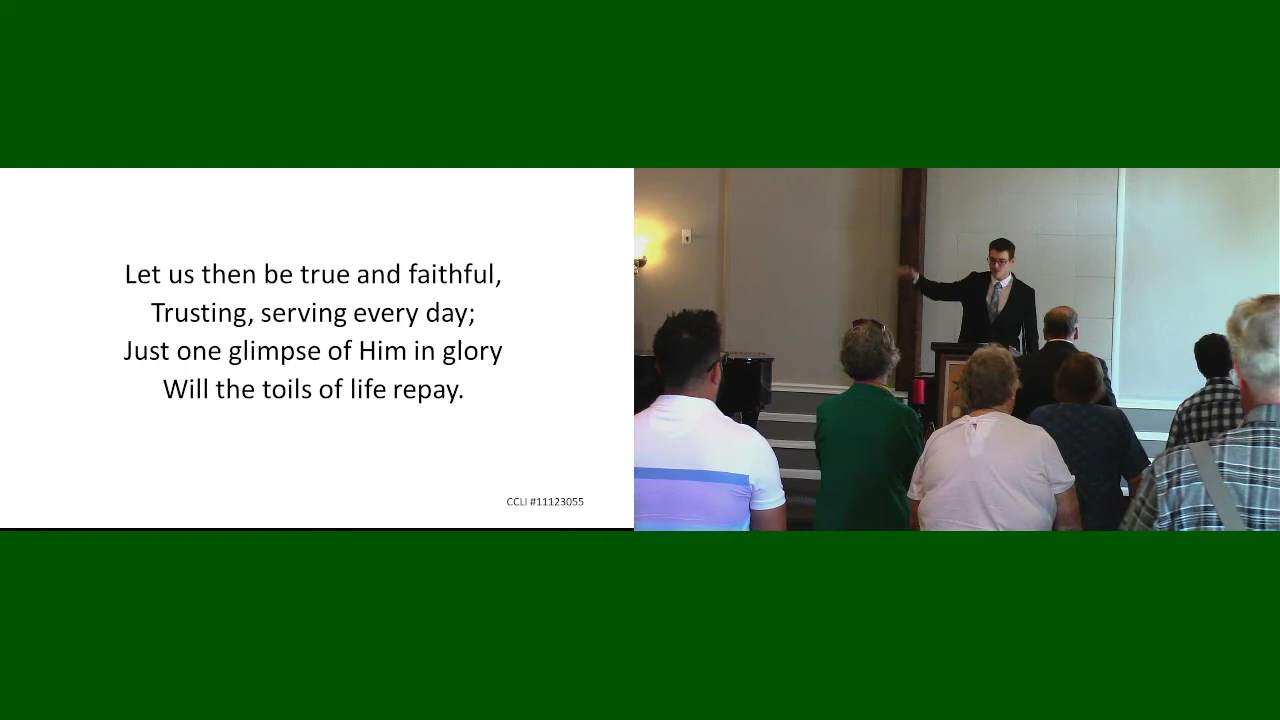 Let us then be true and faithful,
Trusting, serving every day;
Just one glimpse of Him in glory
Will the toils of life repay.
CCLI #11123055